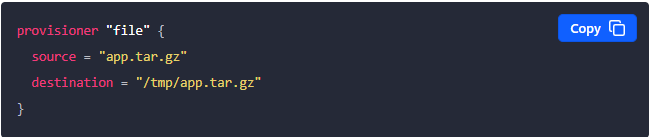 provisioner "file" {
Copy
  source = "app.tar.gz"
  destination = "/tmp/app.tar.gz"
}